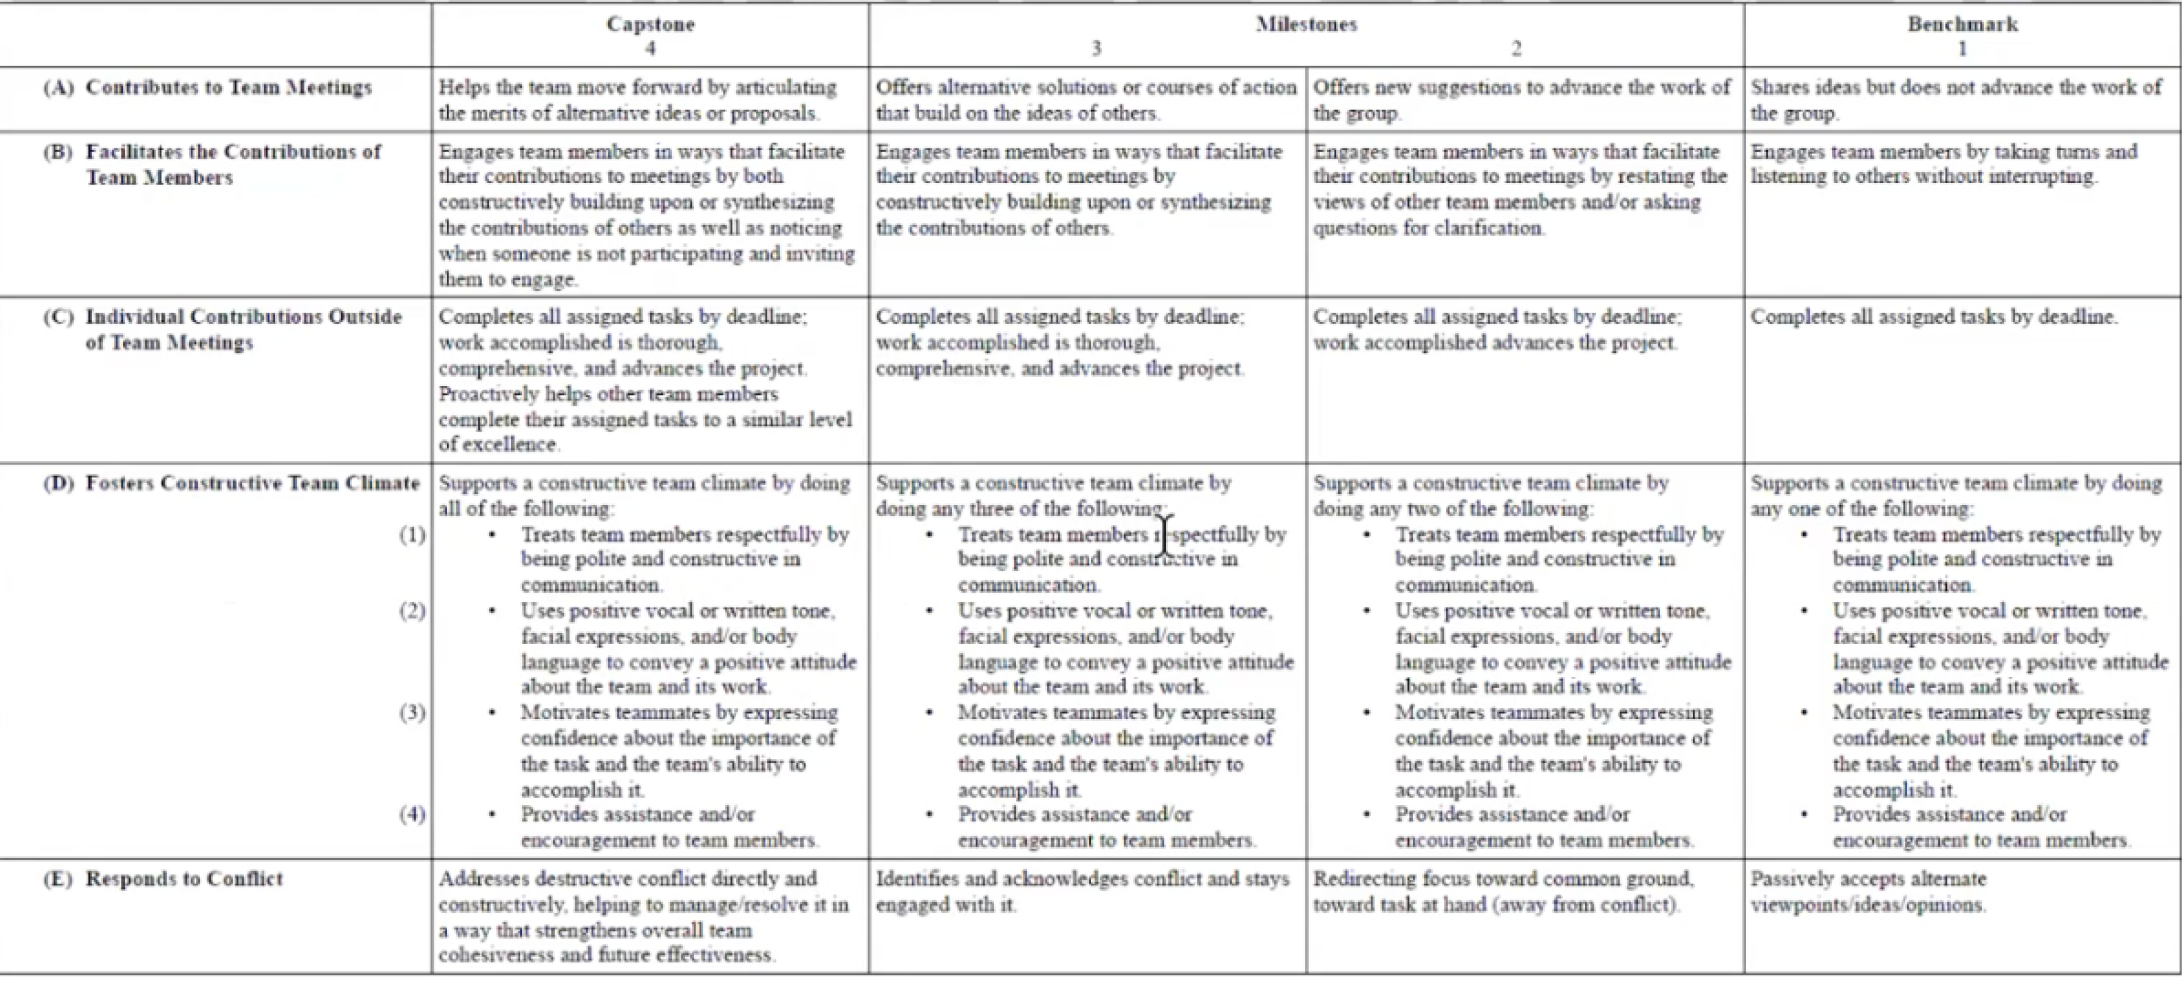 Capstone
4
Milestones
3 2
Benchmark
1
(A) Contributes to Team Meetings
Helps the team move forward by articulating
the merits of alternative ideas or proposals.
Offers alternative solutions or courses of action
that build on the ideas of others.
Offers new suggestions to advance the work of
the group.
Shares ideas but does not advance the work of
the group.
(B) Facilitates the Contributions of
Team Members
Engages team members in ways that facilitate
their contributions to meetings by both
constructively building upon or synthesizing
the contributions of others as well as noticing
when someone is not participating and inviting
them to engage.
Engages team members in ways that facilitate
their contributions to meetings by
constructively building upon or synthesizing
the contributions of others.
Engages team members in ways that facilitate
their contributions to meetings by restating the
views of other team members and/or asking
questions for clarification.
Engages team members by taking turns and
listening to others without interrupting.
(C) Individual Contributions Outside
of Team Meetings
Completes all assigned tasks by deadline;
work accomplished is thorough,
comprehensive, and advances the project.
Proactively helps other team members
complete their assigned tasks to a similar level
of excellence.
Completes all assigned tasks by deadline;
work accomplished is thorough,
comprehensive, and advances the project.
Completes all assigned tasks by deadline;
work accomplished advances the project.
Completes all assigned tasks by deadline.
(D) Fosters Constructive Team Climate
(1)
(2)
(3)
(4)
Supports a constructive team climate by doing
all of the following:
• Treats team members respectfully by
being polite and constructive in
communication.
• Uses positive vocal or written tone,
facial expressions, and/or body
language to convey a positive attitude
about the team and its work.
• Motivates teammates by expressing
confidence about the importance of
the task and the team's ability to
accomplish it.
• Provides assistance and/or
encouragement to team members.
Supports a constructive team climate by
doing any three of the following:
• Treats team members respectfully by
being polite and constructive in
communication.
• Uses positive vocal or written tone,
facial expressions, and/or body
language to convey a positive attitude
about the team and its work.
• Motivates teammates by expressing
confidence about the importance of
the task and the team's ability to
accomplish it.
• Provides assistance and/or
encouragement to team members.
Supports a constructive team climate by
doing any two of the following:
• Treats team members respectfully by
being polite and constructive in
communication.
• Uses positive vocal or written tone,
facial expressions, and/or body
language to convey a positive attitude
about the team and its work.
• Motivates teammates by expressing
confidence about the importance of
the task and the team's ability to
accomplish it.
• Provides assistance and/or
encouragement to team members.
Supports a constructive team climate by doing
any one of the following:
• Treats team members respectfully by
being polite and constructive in
communication.
• Uses positive vocal or written tone,
facial expressions, and/or body
language to convey a positive attitude
about the team and its work.
• Motivates teammates by expressing
confidence about the importance of
the task and the team's ability to
accomplish it.
• Provides assistance and/or
encouragement to team members.
(E) Responds to Conflict
Addresses destructive conflict directly and
constructively, helping to manage/resolve it in
a way that strengthens overall team
cohesiveness and future effectiveness.
Identifies and acknowledges conflict and stays
engaged with it.
Redirecting focus toward common ground,
toward task at hand (away from conflict).
Passively accepts alternate
viewpoints/ideas/opinions.